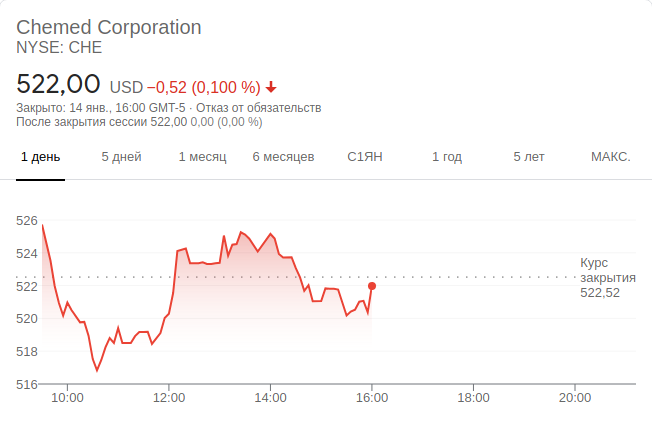 Chemed Corporation
NYSE: CHE
522,00 USD −0,52 (0,100 %)
Закрыто: 14 янв., 16:00 GMT-5 · Отказ от обязательств
После закрытия сессии 522,00 0,00 (0,00 %)
1 день 5 дней 1 месяц 6 месяцев С1ЯН 1 год 5 лет МАКС.
526
524
522
520
518
516
Курс
закрытия
522,52
10:00 12:00 14:00 16:00 18:00 20:00